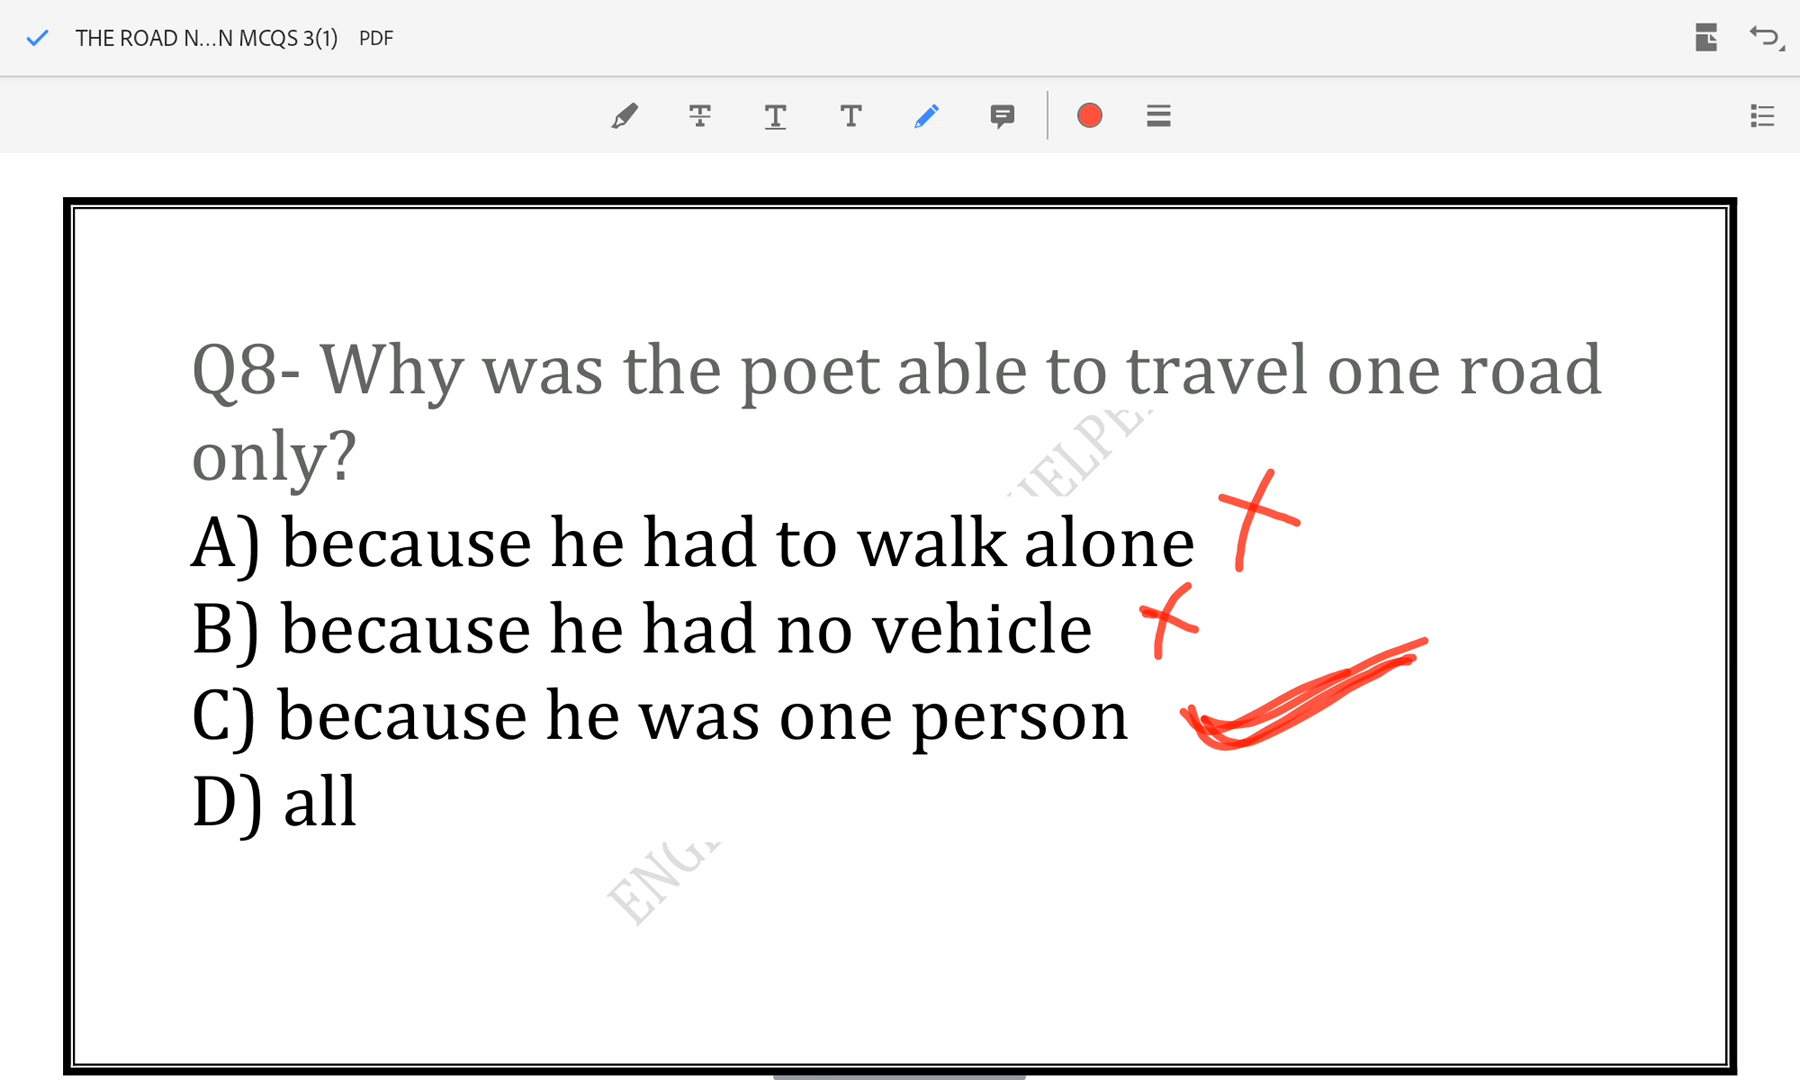 THE ROAD N...N MCQS 3(1) PDF
Q8- Why was the poet able to travel one road
only?
A) because he had to walk alone
B) because he had no vehicle
C) because he was one person
D) all